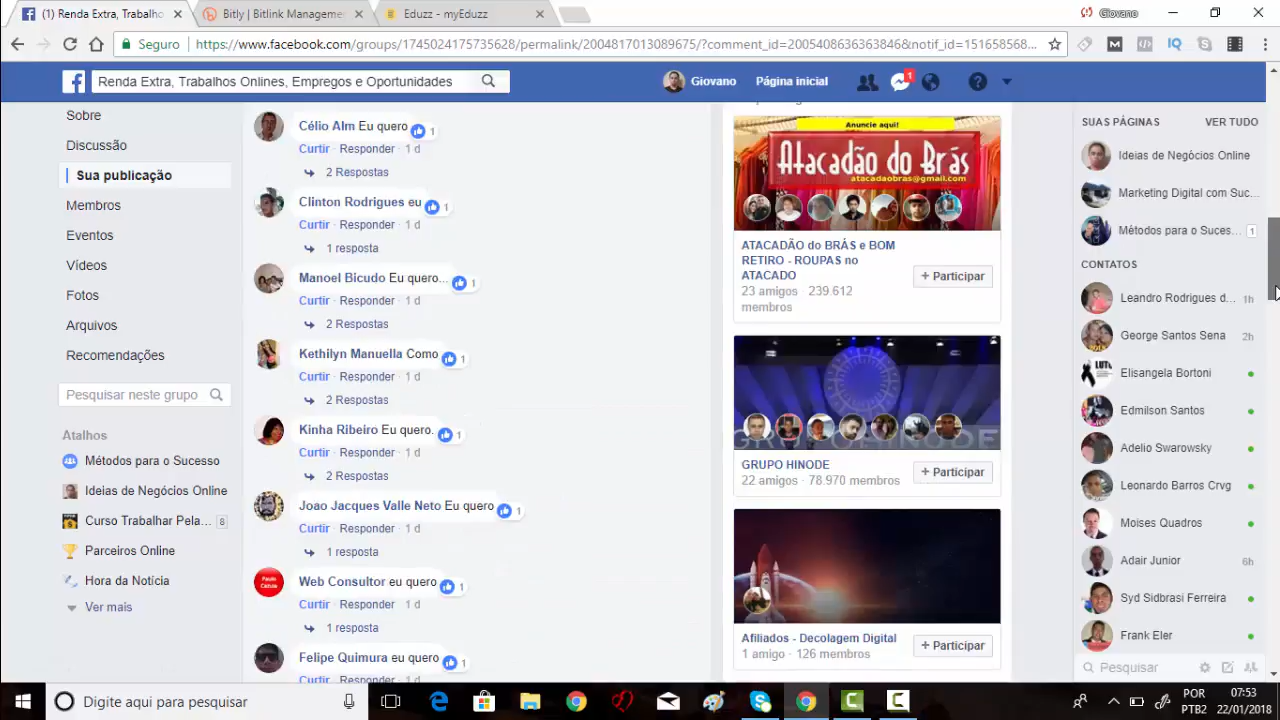 (1) Renda Extra, Trabalho
Bitly | Bitlink Manageme
Eduzz - myEduzz
Giovano
Seguro
https://www.facebook.com/groups/1745024175735628/permalink/2004817013089675/?comment_id=2005408636363846&notif_id=151658568...
Renda Extra, Trabalhos Onlines, Empregos e Oportunidades
Giovano
Página inicial
1
Sobre
Discussão
Sua publicação
Membros
Eventos
Vídeos
Fotos
Arquivos
Recomendações
Pesquisar neste grupo
Atalhos
Métodos para o Sucesso
Ideias de Negócios Online
Curso Trabalhar Pela... 8
Parceiros Online
Hora da Notícia
Ver mais
Célio Alm Eu quero 1
Curtir · Responder · 1 d
2 Respostas
Clinton Rodrigues eu 1
Curtir · Responder · 1 d
1 resposta
Manoel Bicudo Eu quero... 1
Curtir · Responder · 1 d
2 Respostas
Kethilyn Manuella Como 1
Curtir · Responder · 1 d
2 Respostas
Kinha Ribeiro Eu quero. 1
Curtir · Responder · 1 d
2 Respostas
Joao Jacques Valle Neto Eu quero 1
Curtir · Responder · 1 d
1 resposta
Paulo
Web Consultor eu quero 1
Curtir · Responder · 1 d
1 resposta
Felipe Quimura eu quero 1
Curtir · Responder · 1 d
Anuncie aqui!
Atacadão do Brás
atacadaobras@gmail.com
ATACADÃO do BRÁS e BOM
RETIRO - ROUPAS no
ATACADO
23 amigos · 239.612
membros
+ Participar
GRUPO HINODE
22 amigos · 78.970 membros
+ Participar
Afiliados - Decolagem Digital
1 amigo · 126 membros
+ Participar
SUAS PÁGINAS
VER TUDO
Ideias de Negócios Online
Marketing Digital com Suc...
Métodos para o Suces... 1
CONTATOS
Leandro Rodrigues d... 1h
George Santos Sena 2h
LUTO
Elisangela Bortoni
Edmilson Santos
Adelio Swarowsky
Leonardo Barros Crvg
Moises Quadros
Adair Junior 6h
Syd Sidbrasi Ferreira
Frank Eler
Pesquisar
Digite aqui para pesquisar
POR
PTB2
07:53
22/01/2018